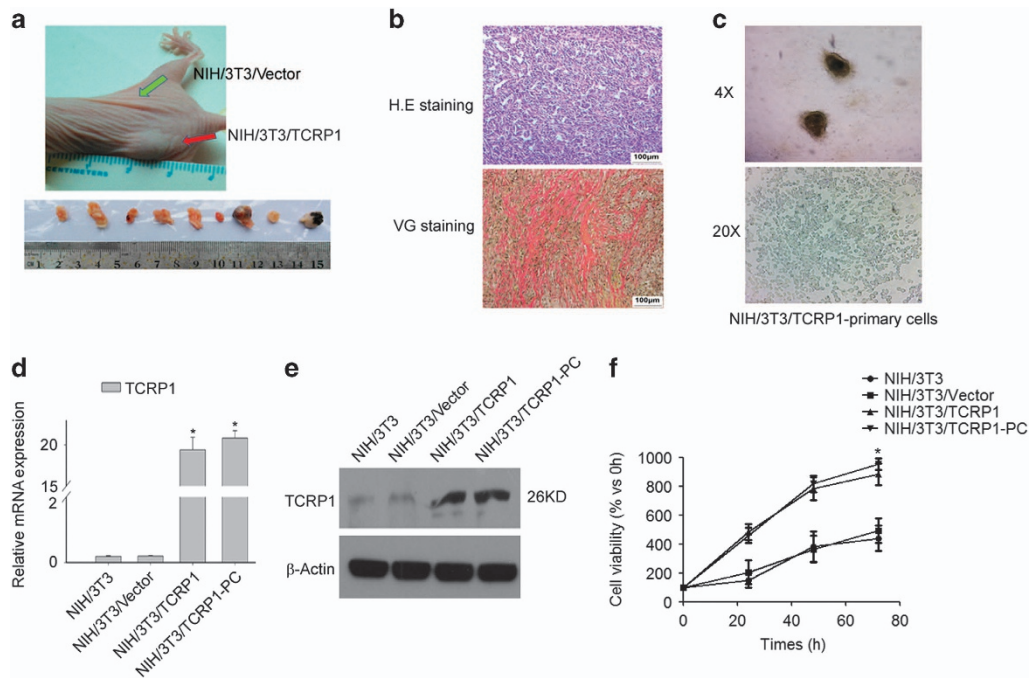 a
NIH/3T3/Vector
NIH/3T3/TCRP1
CENTIMETERS
1 2 3 4 5 6 7 8 9 10 11 12 13 14 15
b
H.E staining
100µm
VG staining
100µm
c
4X
20X
NIH/3T3/TCRP1-primary cells
d
TCRP1
Relative mRNA expression
20
15
2
0
*
*
NIH/3T3
NIH/3T3/Vector
NIH/3T3/TCRP1
NIH/3T3/TCRP1-PC
e
NIH/3T3
NIH/3T3/Vector
NIH/3T3/TCRP1
NIH/3T3/TCRP1-PC
TCRP1
26KD
β-Actin
f
NIH/3T3
NIH/3T3/Vector
NIH/3T3/TCRP1
NIH/3T3/TCRP1-PC
Cell viability (% vs 0h)
1000
800
600
400
200
100
0
*
0 20 40 60 80
Times (h)